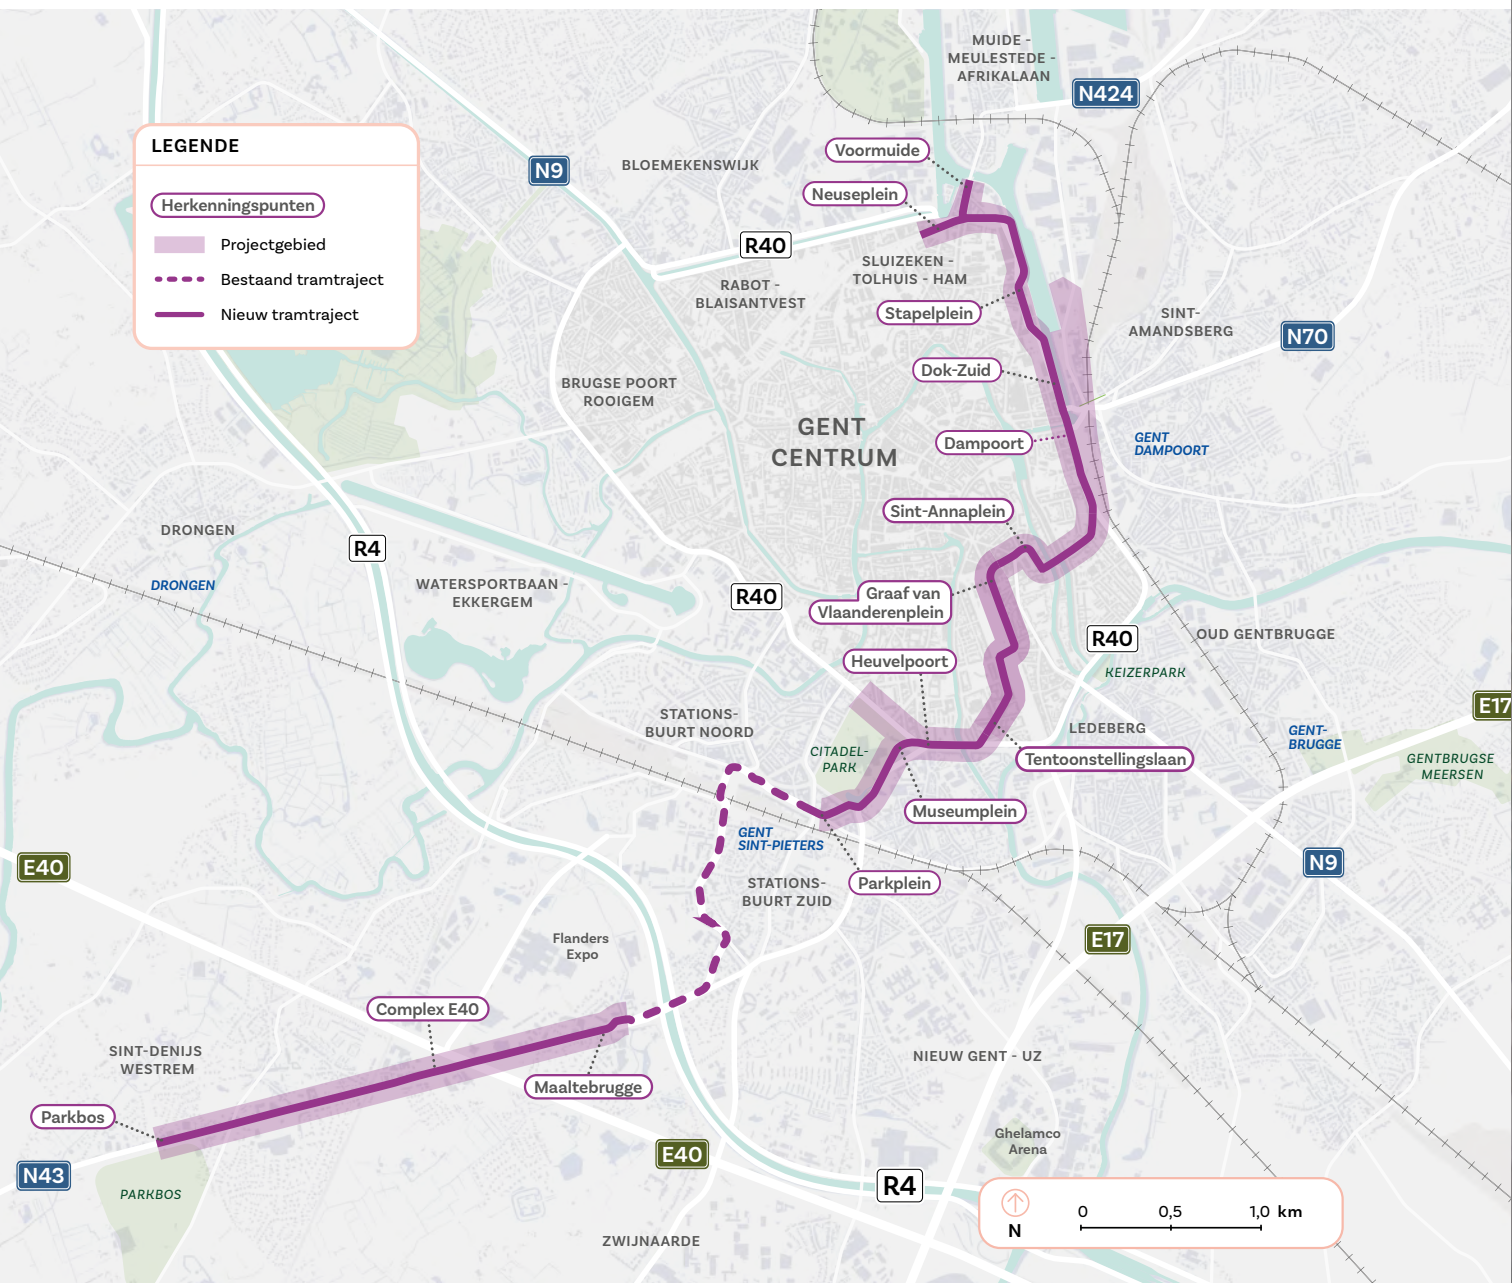 MUIDE -
MEULESTEDE -
AFRIKALAAN
N424
LEGENDE
Herkenningspunten
Projectgebied
Bestaand tramtraject
Nieuw tramtraject
N9
BLOEMEKENSWIJK
Voormuide
Neuseplein
R40
SLUIZEKEN -
TOLHUIS - HAM
RABOT -
BLAISANTVEST
Stapelplein
SINT-
AMANDSBERG
N70
Dok-Zuid
BRUGSE POORT
ROOIGEM
GENT
CENTRUM
Dampoort
GENT
DAMPOORT
Sint-Annaplein
DRONGEN
R4
DRONGEN
WATERSPORTBAAN -
EKKERGEM
R40
Graaf van
Vlaanderenplein
R40
OUD GENTBRUGGE
Heuvelpoort
KEIZERPARK
E17
STATIONS-
BUURT NOORD
LEDEBERG
GENT-
BRUGGE
CITADEL-
PARK
Tentoonstellingslaan
GENTBRUGSE
MEERSEN
Museumplein
GENT
SINT-PIETERS
E40
N9
STATIONS-
BUURT ZUID
Parkplein
Flanders
Expo
E17
Complex E40
SINT-DENIJS
WESTREM
NIEUW GENT - UZ
Maaltebrugge
Parkbos
Ghelamco
Arena
E40
N43
PARKBOS
R4
N
0 0,5 1,0 km
ZWIJNAARDE